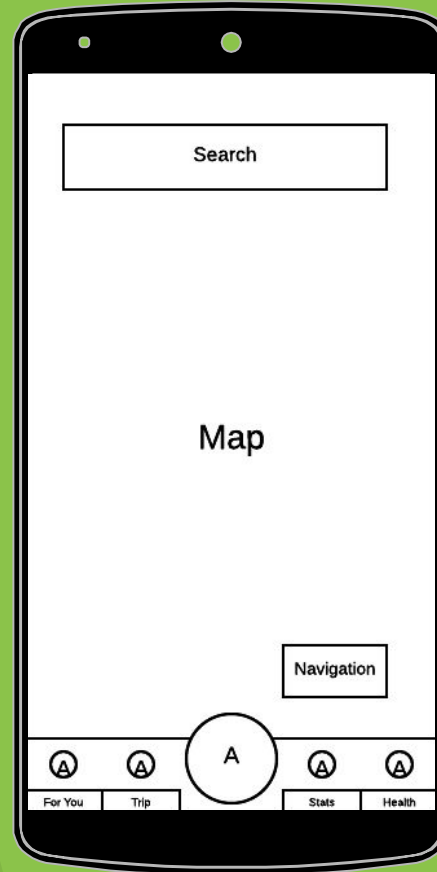 Search
Map
Navigation
A
A A A A
For You Trip Stats Health